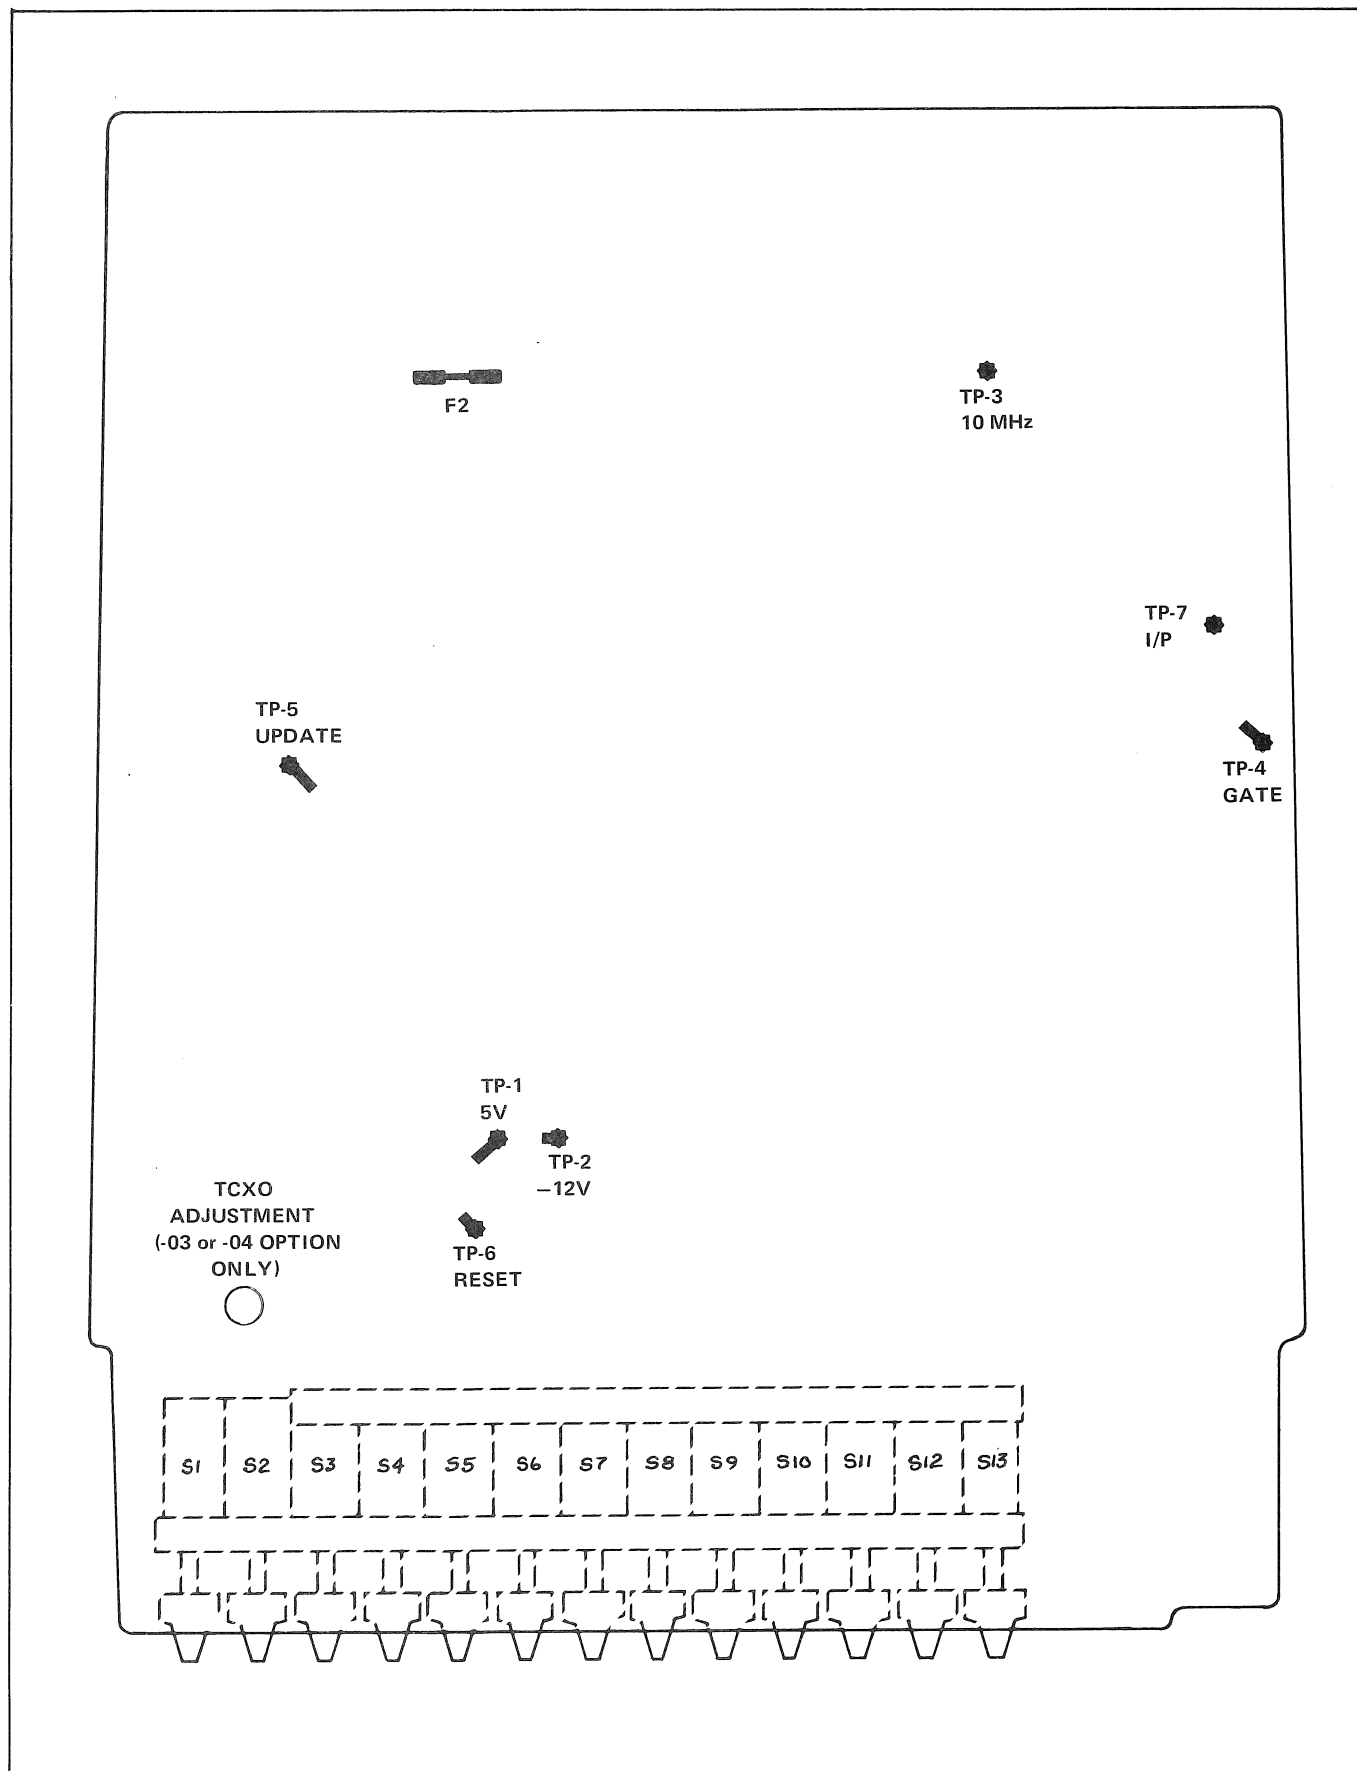 F2
TP-3
10 MHz
TP-7
I/P
TP-5
UPDATE
TP-4
GATE
TP-1
5V
TP-2
–12V
TCXO
ADJUSTMENT
(-03 or -04 OPTION
ONLY)
TP-6
RESET
S1 S2 S3 S4 S5 S6 S7 S8 S9 S10 S11 S12 S13